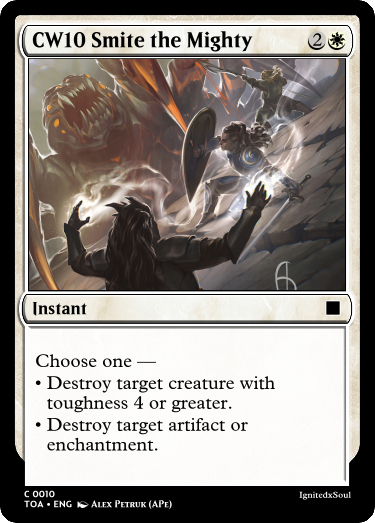 CW10 Smite the Mighty 2
Instant
Choose one —
• Destroy target creature with
toughness 4 or greater.
• Destroy target artifact or
enchantment.
C 0010
TOA • ENG Alex Petruk (APe)
IgnitedxSoul